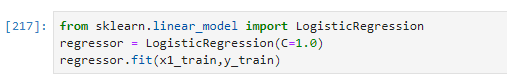 [217]: from sklearn.linear_model import LogisticRegression
regressor = LogisticRegression(C=1.0)
regressor.fit(x1_train,y_train)